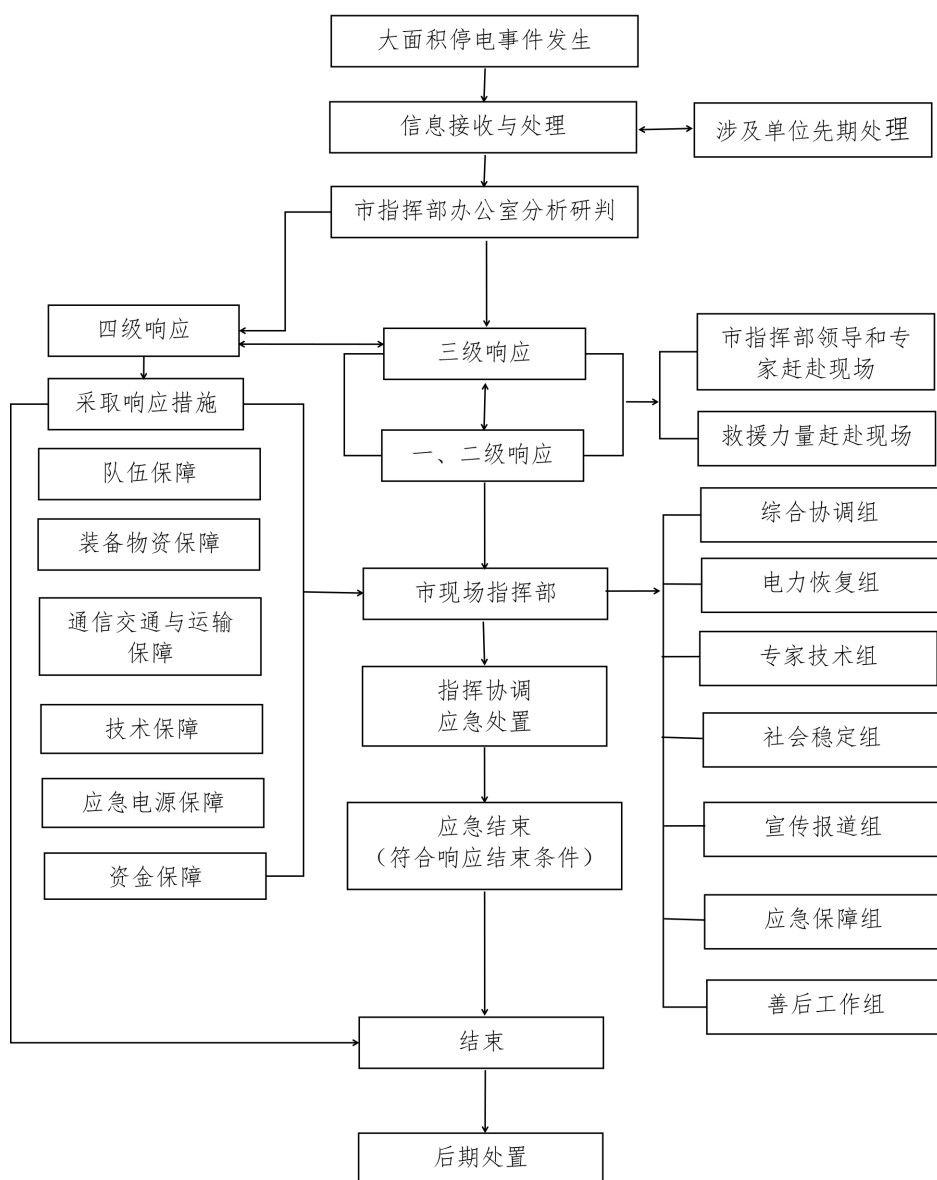 大面积停电事件发生
信息接收与处理
涉及单位先期处理
市指挥部办公室分析研判
四级响应
三级响应
市指挥部领导和专
家赶赴现场
采取响应措施
救援力量赶赴现场
一、二级响应
队伍保障
综合协调组
装备物资保障
电力恢复组
市现场指挥部
通信交通与运输
保障
专家技术组
指挥协调
应急处置
技术保障
社会稳定组
应急电源保障
宣传报道组
应急结束
（符合响应结束条件）
资金保障
应急保障组
善后工作组
结束
后期处置